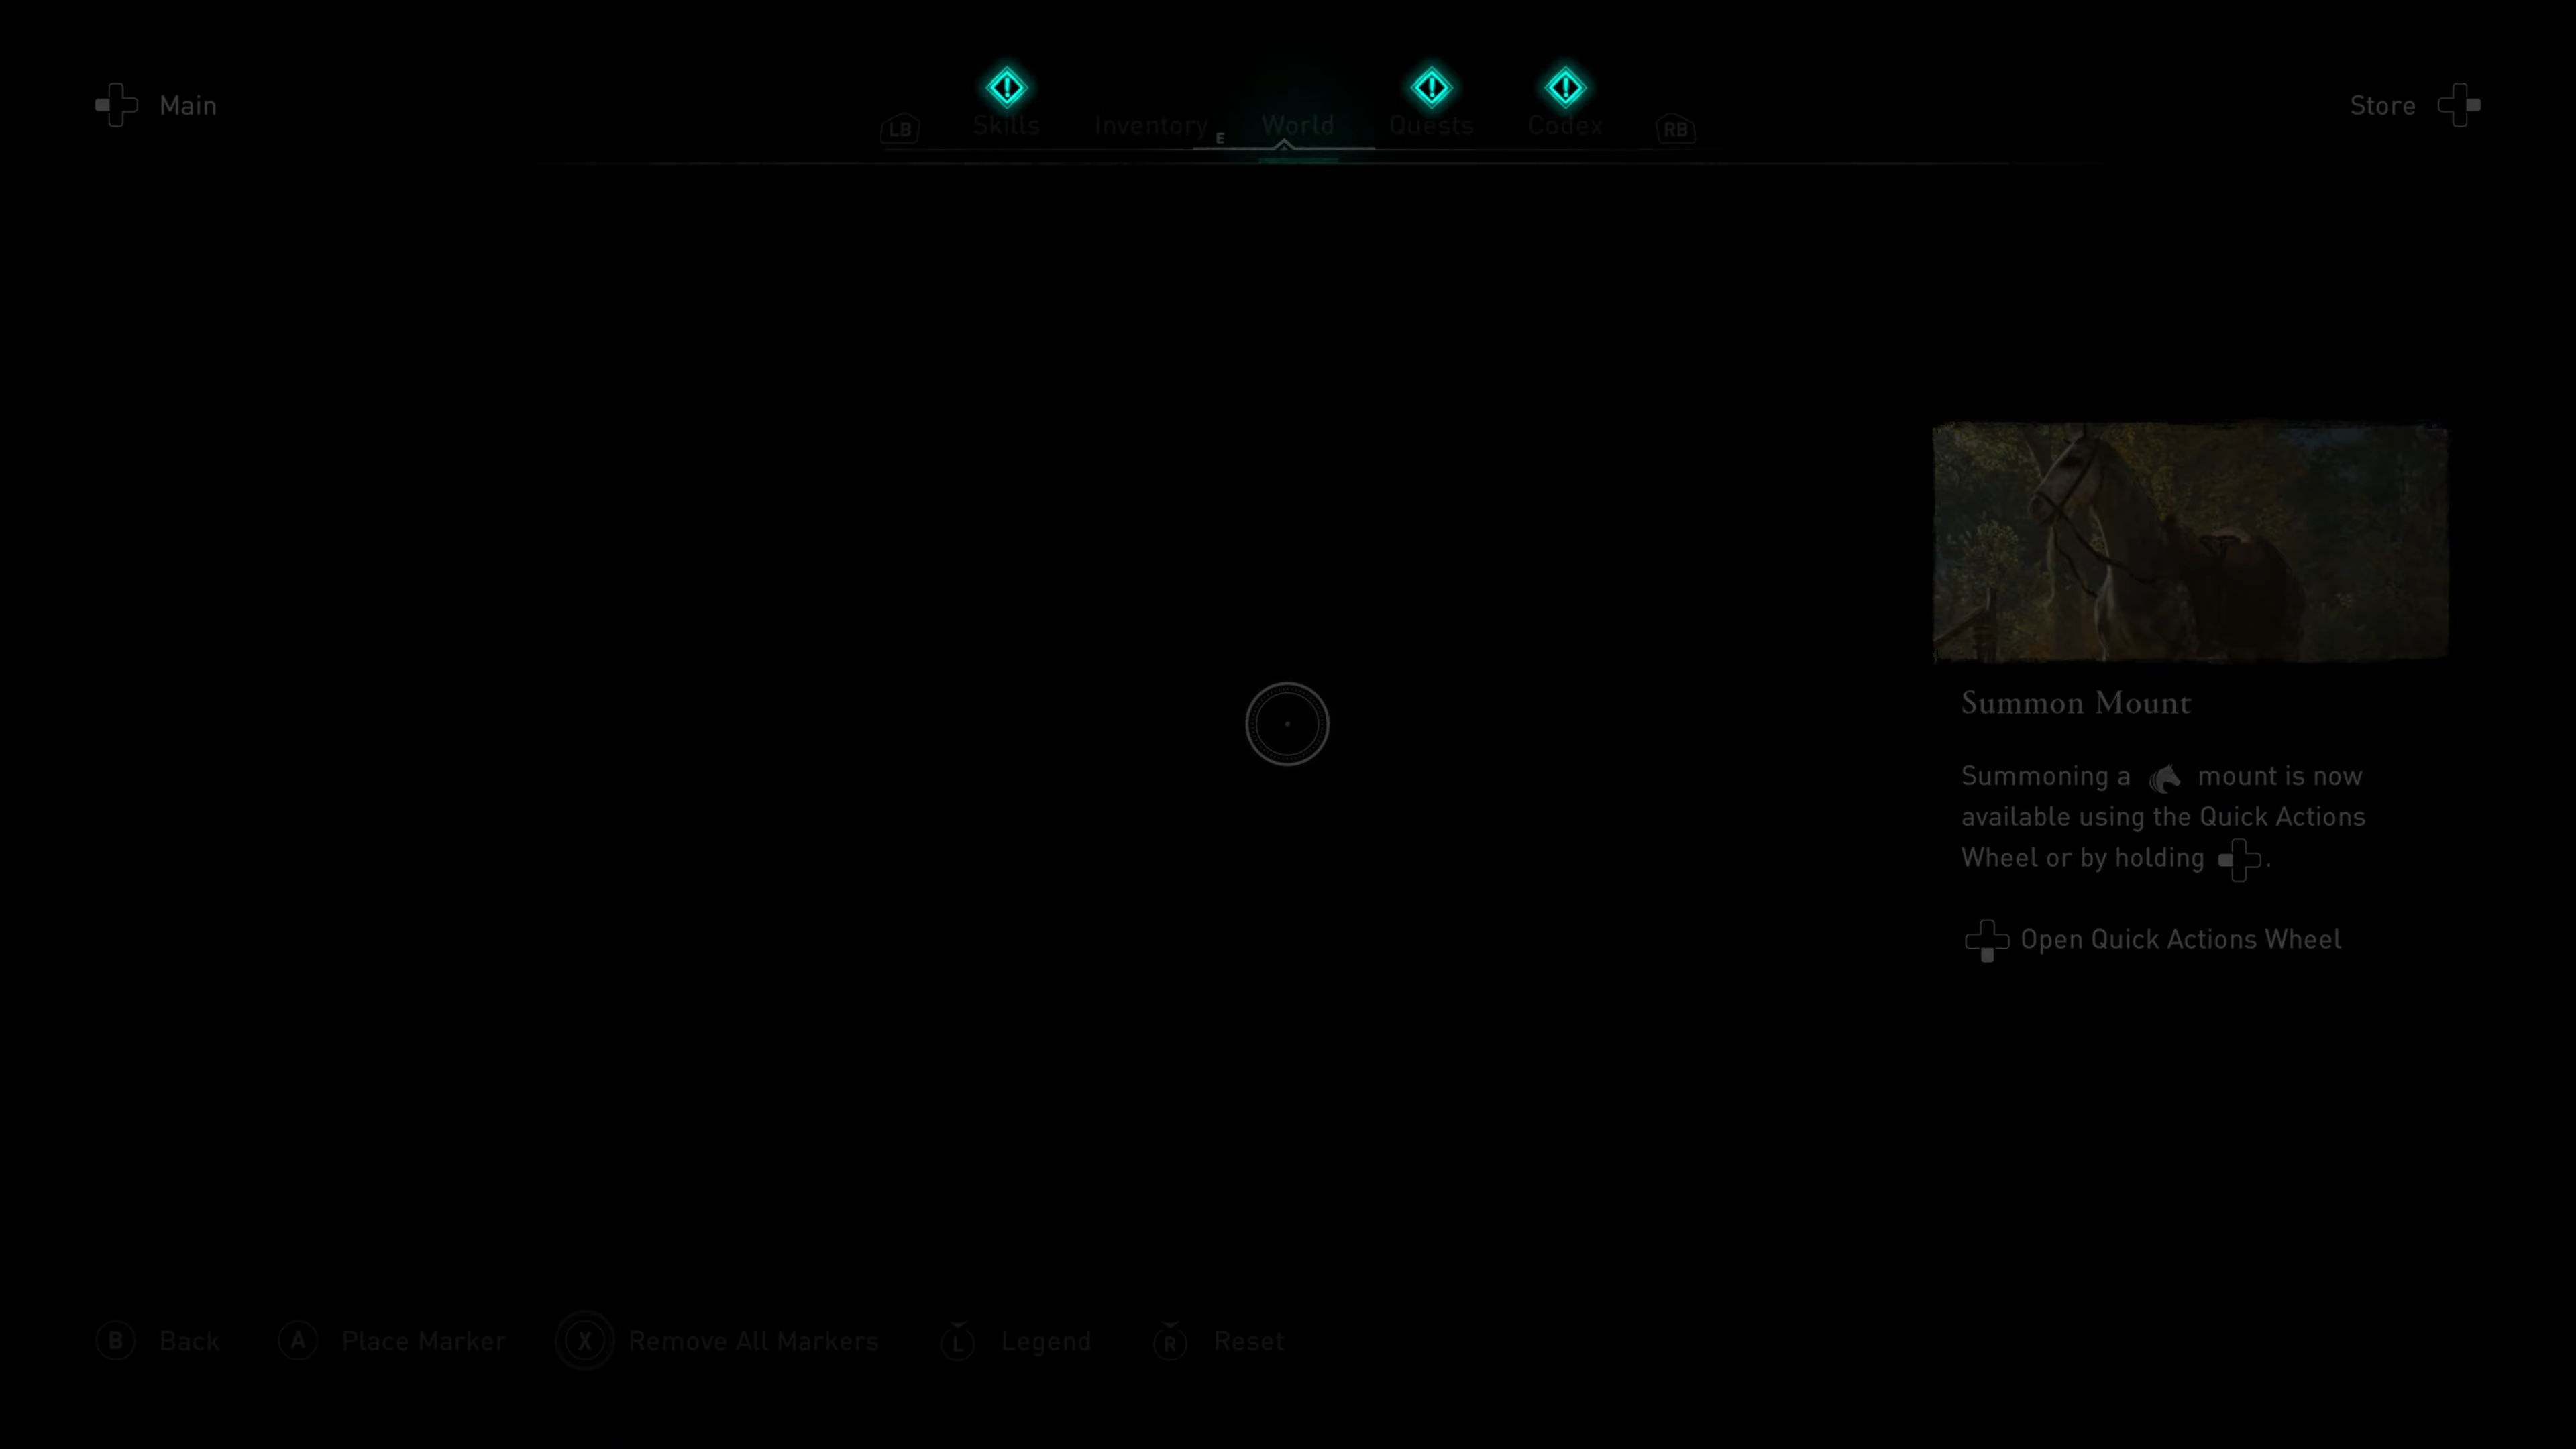 Main
LB Skills Inventory E World Quests Codex RB
Store
Summon Mount
Summoning a mount is now
available using the Quick Actions
Wheel or by holding .
Open Quick Actions Wheel
B Back A Place Marker X Remove All Markers L Legend R Reset